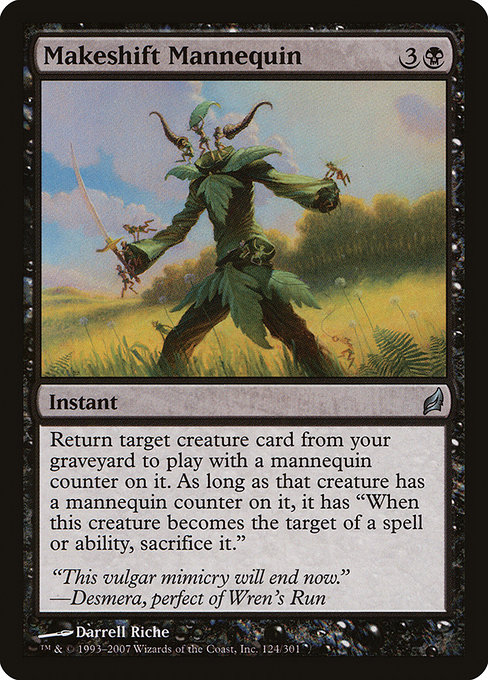 Makeshift Mannequin 3
Instant
Return target creature card from your
graveyard to play with a mannequin
counter on it. As long as that creature has
a mannequin counter on it, it has “When
this creature becomes the target of a spell
or ability, sacrifice it.”
“This vulgar mimicry will end now.”
—Desmera, perfect of Wren’s Run
Darrell Riche
™ & © 1993–2007 Wizards of the Coast, Inc. 124/301